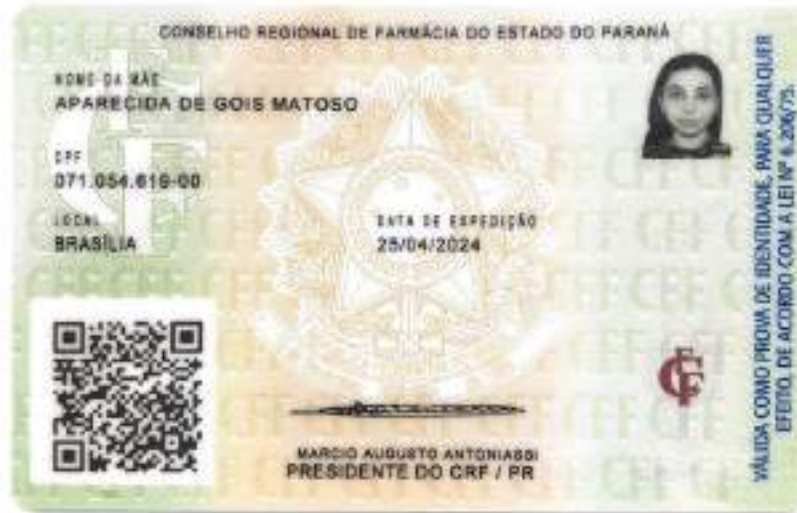 CONSELHO REGIONAL DE FARMÁCIA DO ESTADO DO PARANÁ
NOME DA MÃE
APARECIDA DE GOIS MATOSO
CPF
071.054.619-00
LOCAL
BRASÍLIA
DATA DE EXPEDIÇÃO
25/04/2024
CFF
MARCIO AUGUSTO ANTONIASSI
PRESIDENTE DO CRF / PR
VÁLIDA COMO PROVA DE IDENTIDADE, PARA QUALQUER
EFEITO, DE ACORDO COM A LEI Nº 6.206/75.